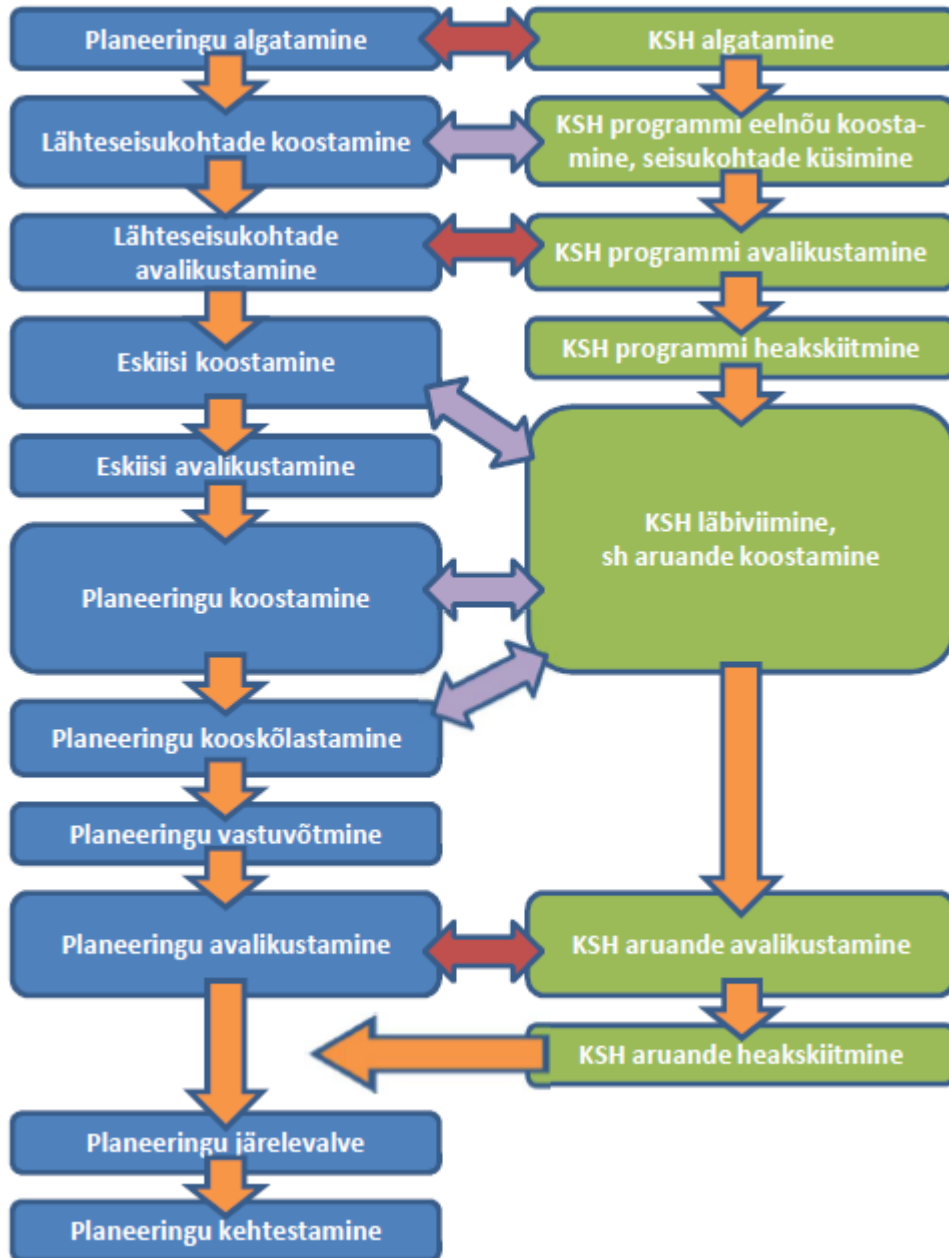 Planeeringu algatamine
KSH algatamine
Lähteseisukohtade koostamine
KSH programmi eelnõu koosta-
mine, seisukohtade küsimine
Lähteseisukohtade
avalikustamine
KSH programmi avalikustamine
Eskiisi koostamine
KSH programmi heakskiitmine
Eskiisi avalikustamine
KSH läbiviimine,
sh aruande koostamine
Planeeringu koostamine
Planeeringu kooskõlastamine
Planeeringu vastuvõtmine
Planeeringu avalikustamine
KSH aruande avalikustamine
KSH aruande heakskiitmine
Planeeringu järelevalve
Planeeringu kehtestamine